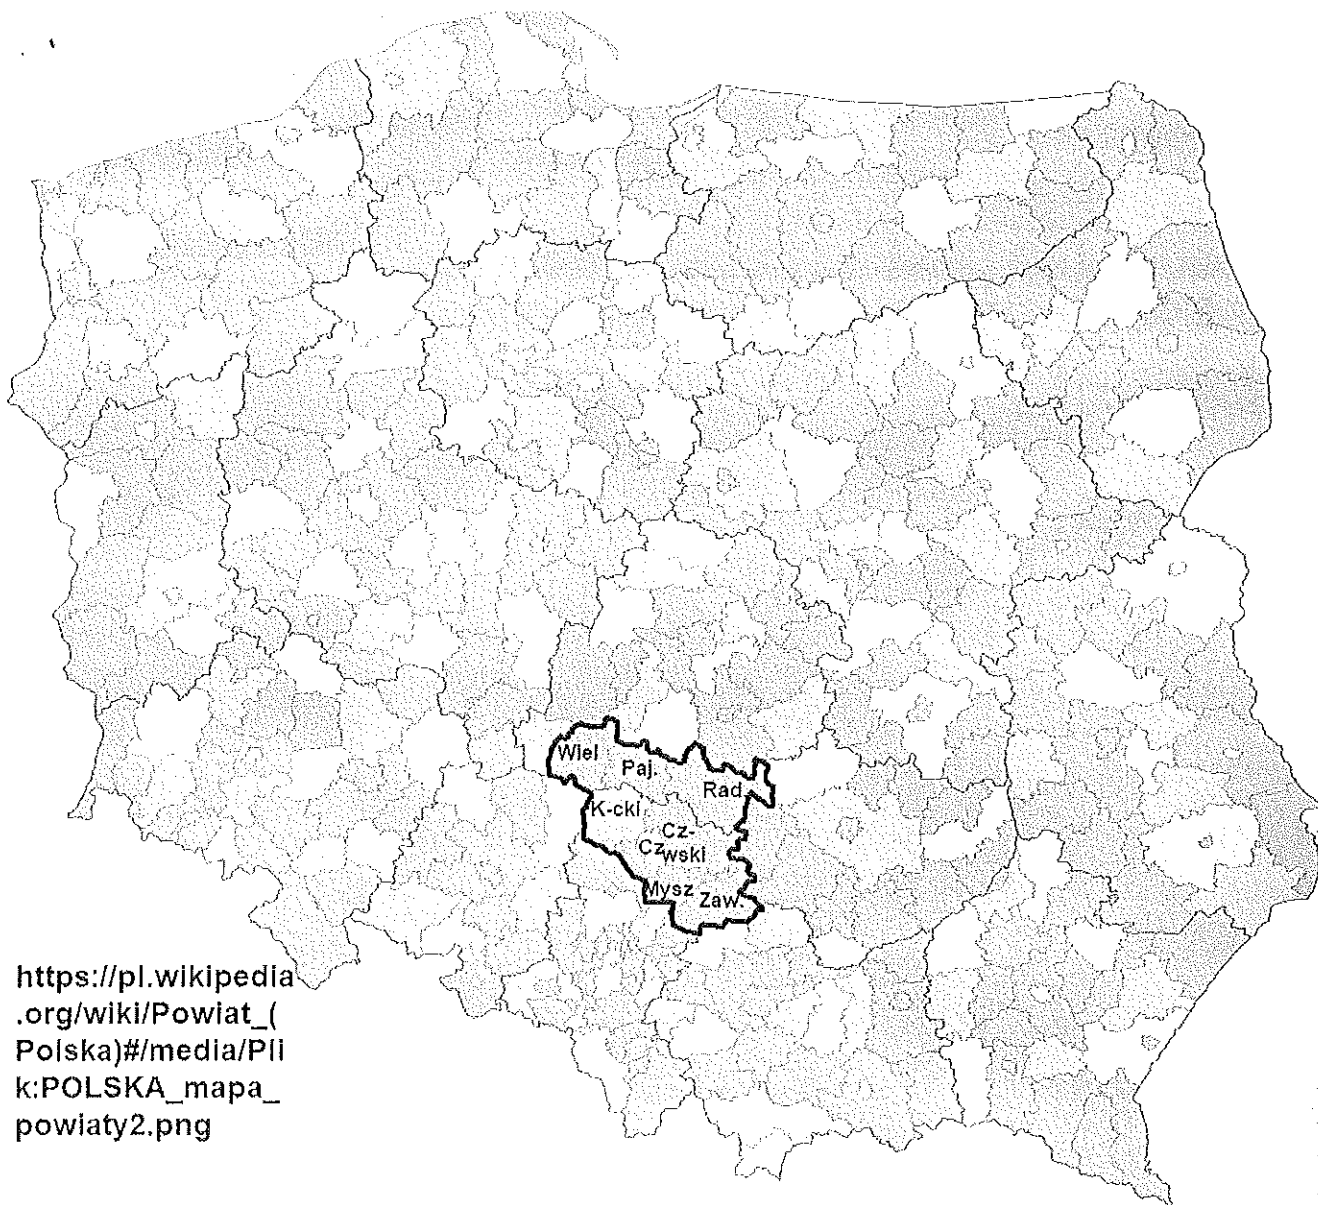 Wiel
Paj.
Rad.
K-cki
Cz-
Cz wski
Mysz
Zaw.
https://pl.wikipedia
.org/wiki/Powiat_(
Polska)#/media/Pli
k:POLSKA_mapa_
powiaty2.png